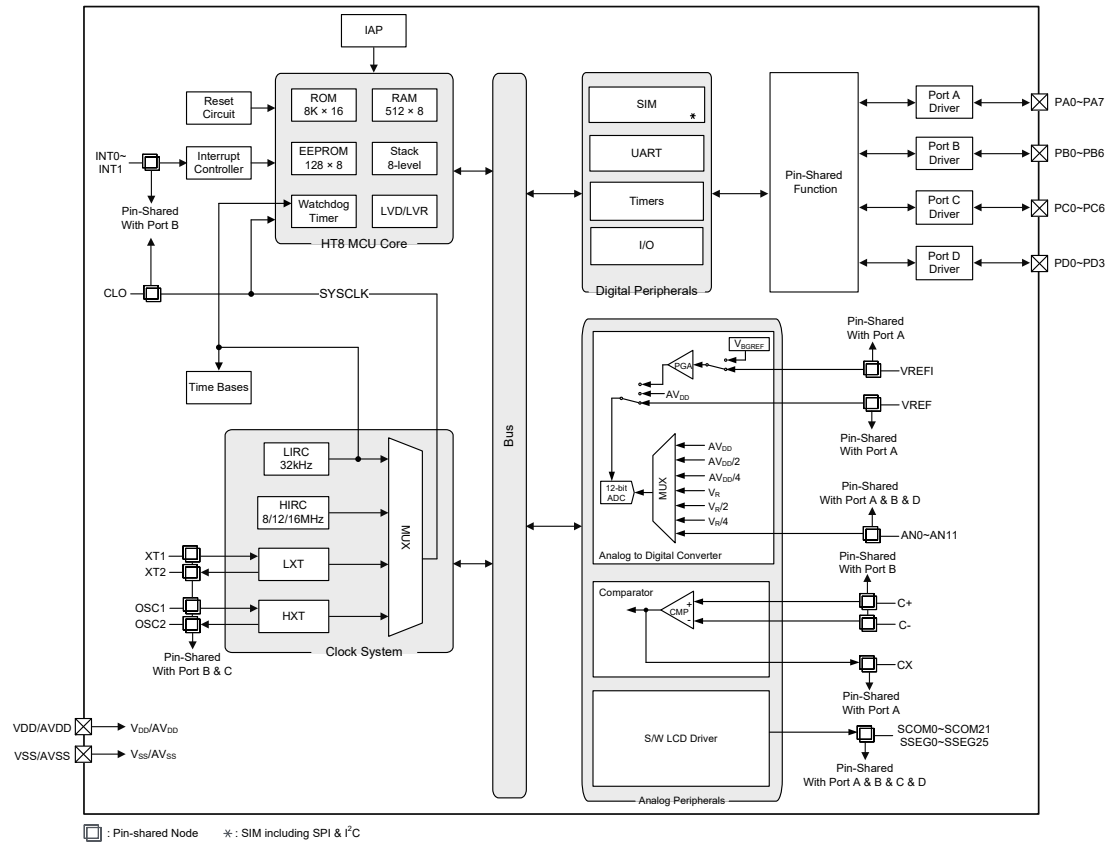 IAP
Reset
Circuit
ROM
8K × 16
RAM
512 × 8
INT0~
INT1
Interrupt
Controller
EEPROM
128 × 8
Stack
8-level
Pin-Shared
With Port B
Watchdog
Timer
LVD/LVR
HT8 MCU Core
CLO
SYSCLK
Time Bases
LIRC
32kHz
HIRC
8/12/16MHz
XT1
XT2
LXT
OSC1
OSC2
HXT
MUX
Pin-Shared
With Port B & C
Clock System
VDD/AVDD
VDD/AVDD
VSS/AVSS
VSS/AVSS
Bus
SIM
*
UART
Timers
I/O
Digital Peripherals
Pin-Shared
Function
Port A
Driver
PA0~PA7
Port B
Driver
PB0~PB6
Port C
Driver
PC0~PC6
Port D
Driver
PD0~PD3
VBGREF
PGA
AVDD
Pin-Shared
With Port A
VREFI
VREF
Pin-Shared
With Port A
12-bit
ADC
MUX
AVDD
AVDD/2
AVDD/4
VR
VR/2
VR/4
Pin-Shared
With Port A & B & D
AN0~AN11
Analog to Digital Converter
Pin-Shared
With Port B
Comparator
CMP
+
-
C+
C-
CX
Pin-Shared
With Port A
S/W LCD Driver
SCOM0~SCOM21
SSEG0~SSEG25
Pin-Shared
With Port A & B & C & D
Analog Peripherals
: Pin-shared Node
* : SIM including SPI & I²C